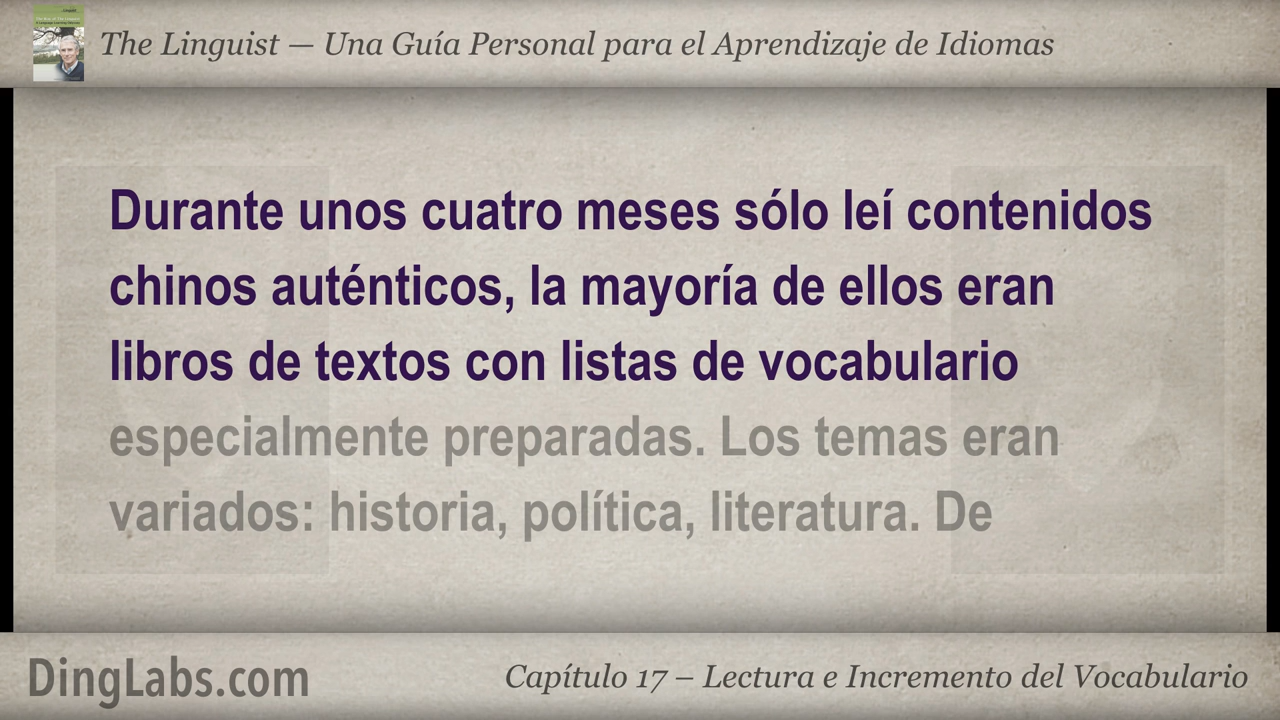 The Linguist — Una Guía Personal para el Aprendizaje de Idiomas
Durante unos cuatro meses sólo leí contenidos
chinos auténticos, la mayoría de ellos eran
libros de textos con listas de vocabulario
especialmente preparadas. Los temas eran
variados: historia, política, literatura. De
DingLabs.com
Capítulo 17 – Lectura e Incremento del Vocabulario